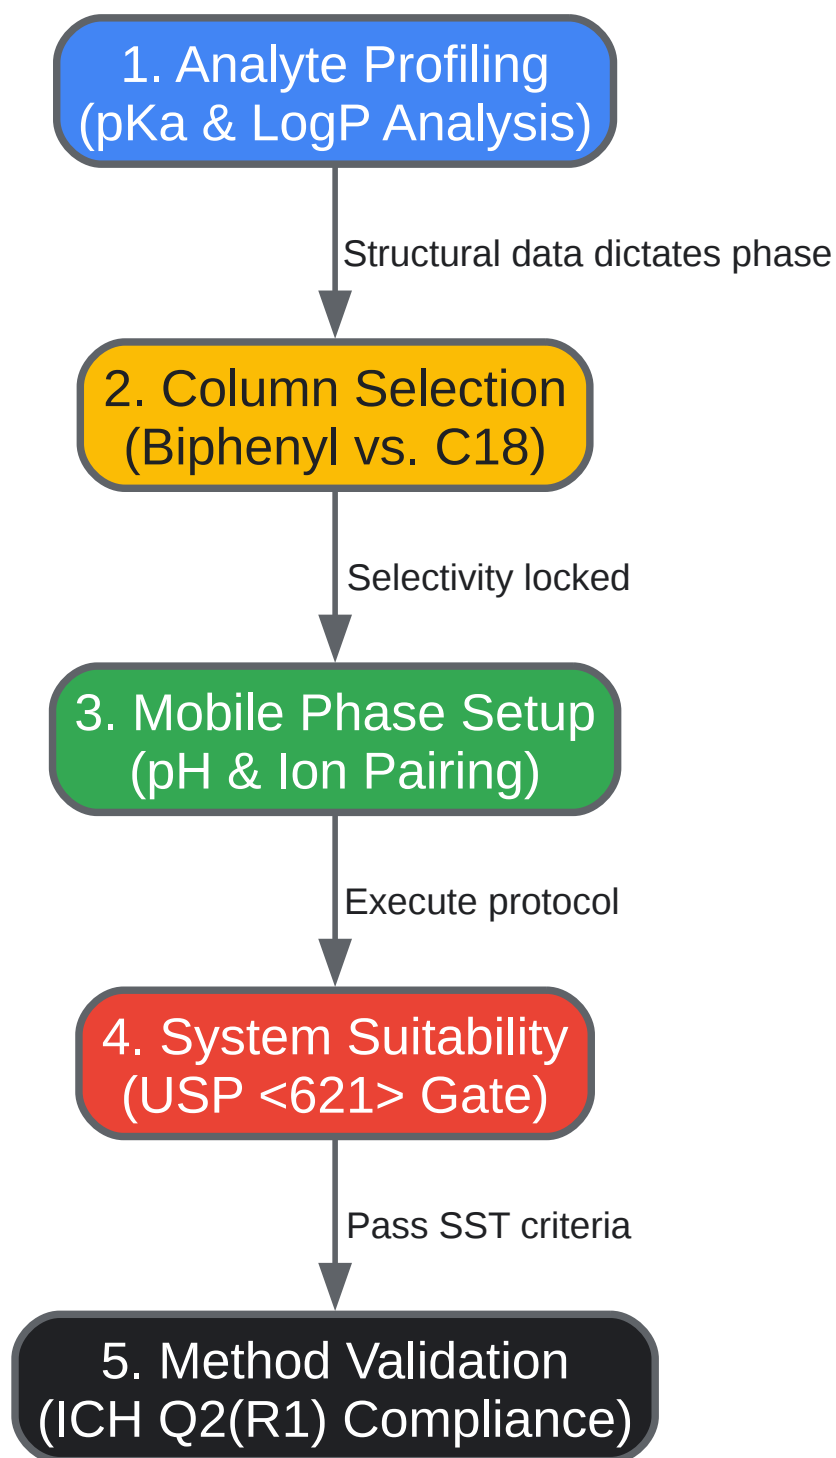 1. Analyte Profiling
(pKa & LogP Analysis)
Structural data dictates phase
2. Column Selection
(Biphenyl vs. C18)
Selectivity locked
3. Mobile Phase Setup
(pH & Ion Pairing)
Execute protocol
4. System Suitability
(USP <621> Gate)
Pass SST criteria
5. Method Validation
(ICH Q2(R1) Compliance)